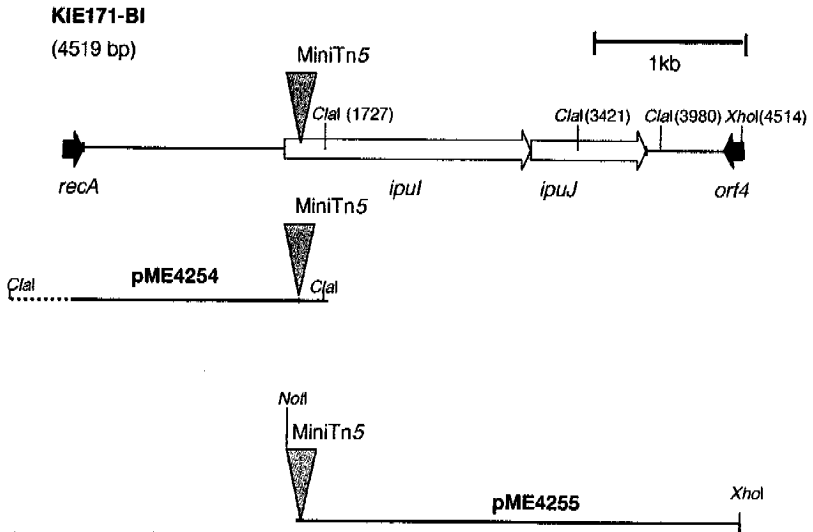 KIE171-BI
(4519 bp)
MiniTn5
1kb
ClaI (1727)
ClaI(3421)
ClaI(3980)
XhoI(4514)
recA
ipuI
ipuJ
orf4
MiniTn5
ClaI
pME4254
ClaI
NotI
MiniTn5
pME4255
XhoI